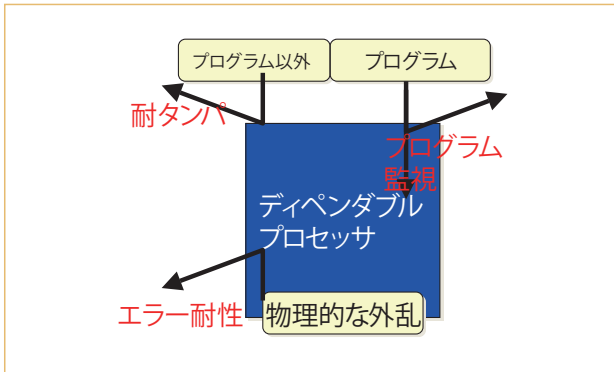 プログラム以外
プログラム
耐タンパ
プログラム
監視
ディペンダブル
プロセッサ
エラー耐性
物理的な外乱